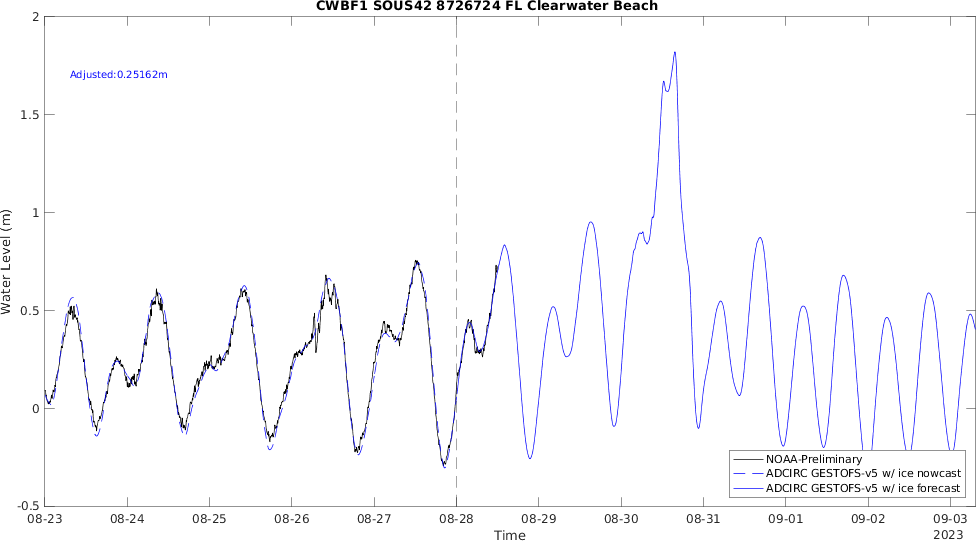 CWBF1 SOUS42 8726724 FL Clearwater Beach
2
Adjusted:0.25162m
1.5
1
Water Level (m)
0.5
0
NOAA-Preliminary
ADCIRC GESTOFS-v5 w/ ice nowcast
ADCIRC GESTOFS-v5 w/ ice forecast
-0.5
08-23 08-24 08-25 08-26 08-27 08-28 08-29 08-30 08-31 09-01 09-02 09-03
Time 2023